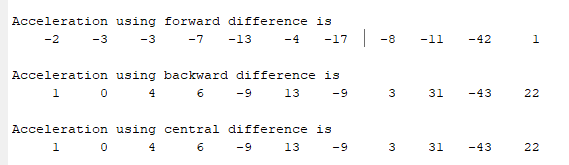 Acceleration using forward difference is
-2 -3 -3 -7 -13 -4 -17 -8 -11 -42 1
Acceleration using backward difference is
1 0 4 6 -9 13 -9 3 31 -43 22
Acceleration using central difference is
1 0 4 6 -9 13 -9 3 31 -43 22